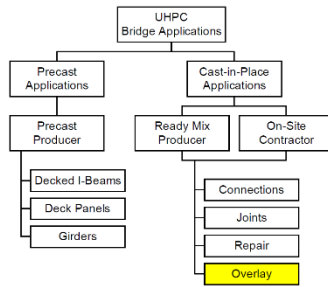 UHPC
Bridge Applications
Precast
Applications
Cast-in-Place
Applications
Precast
Producer
Ready Mix
Producer
On-Site
Contractor
Decked I-Beams
Deck Panels
Girders
Connections
Joints
Repair
Overlay